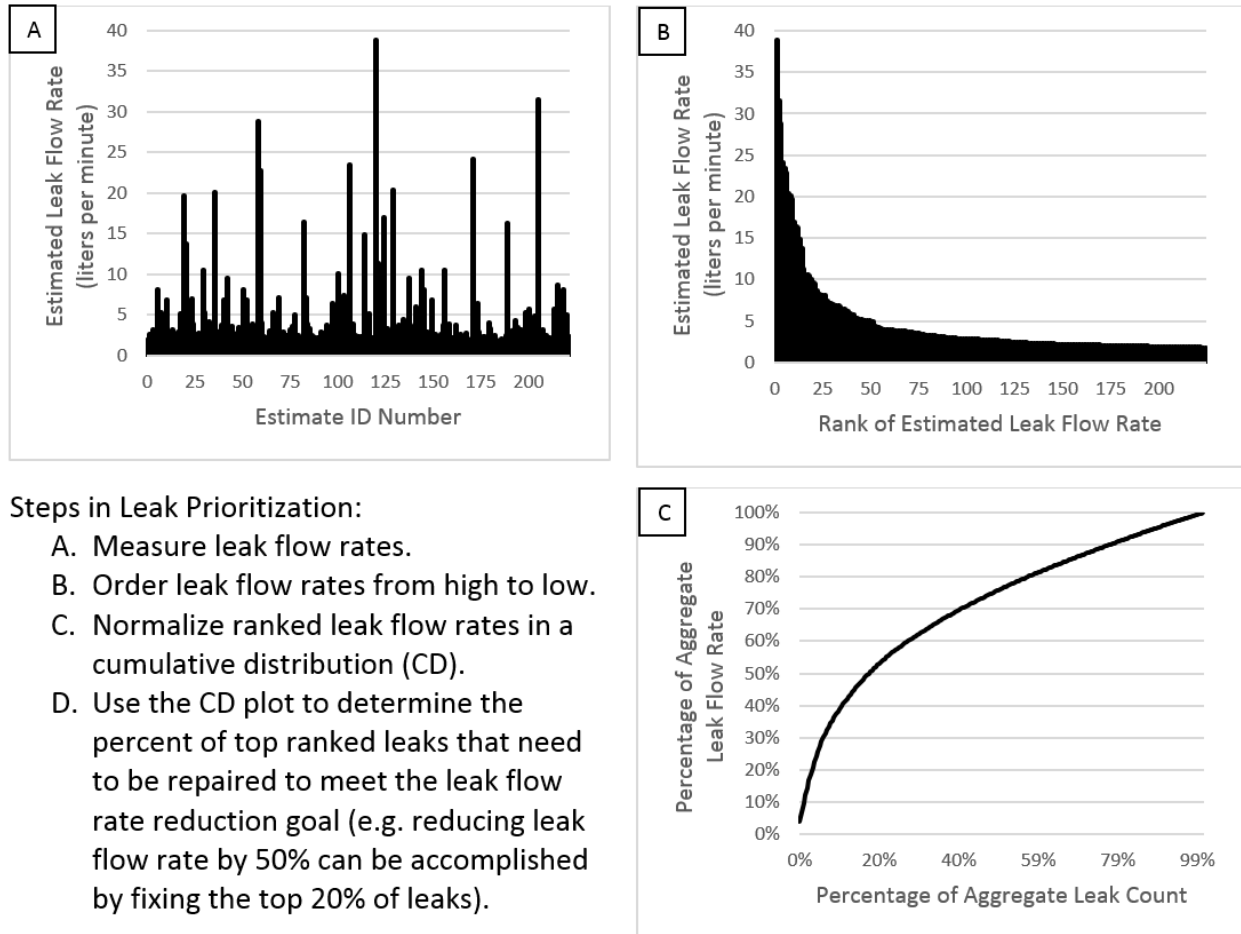 A
Estimated Leak Flow Rate
(liters per minute)
40
35
30
25
20
15
10
5
0
0 25 50 75 100 125 150 175 200
Estimate ID Number
B
Estimated Leak Flow Rate
(liters per minute)
40
35
30
25
20
15
10
5
0
0 25 50 75 100 125 150 175 200
Rank of Estimated Leak Flow Rate
Steps in Leak Prioritization:
A. Measure leak flow rates.
B. Order leak flow rates from high to low.
C. Normalize ranked leak flow rates in a
cumulative distribution (CD).
D. Use the CD plot to determine the
percent of top ranked leaks that need
to be repaired to meet the leak flow
rate reduction goal (e.g. reducing leak
flow rate by 50% can be accomplished
by fixing the top 20% of leaks).
C
Percentage of Aggregate
Leak Flow Rate
100%
90%
80%
70%
60%
50%
40%
30%
20%
10%
0%
0% 20% 40% 59% 79% 99%
Percentage of Aggregate Leak Count